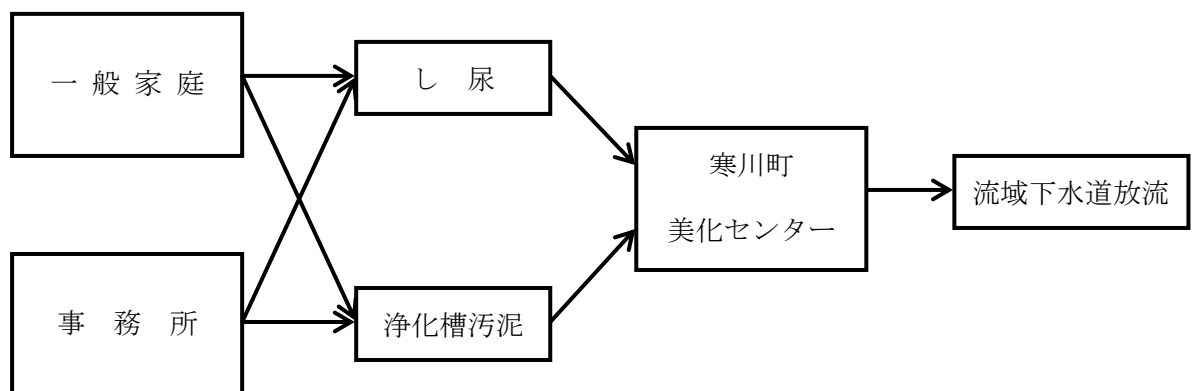 一般家庭
し尿
寒川町
美化センター
流域下水道放流
事務所
浄化槽汚泥